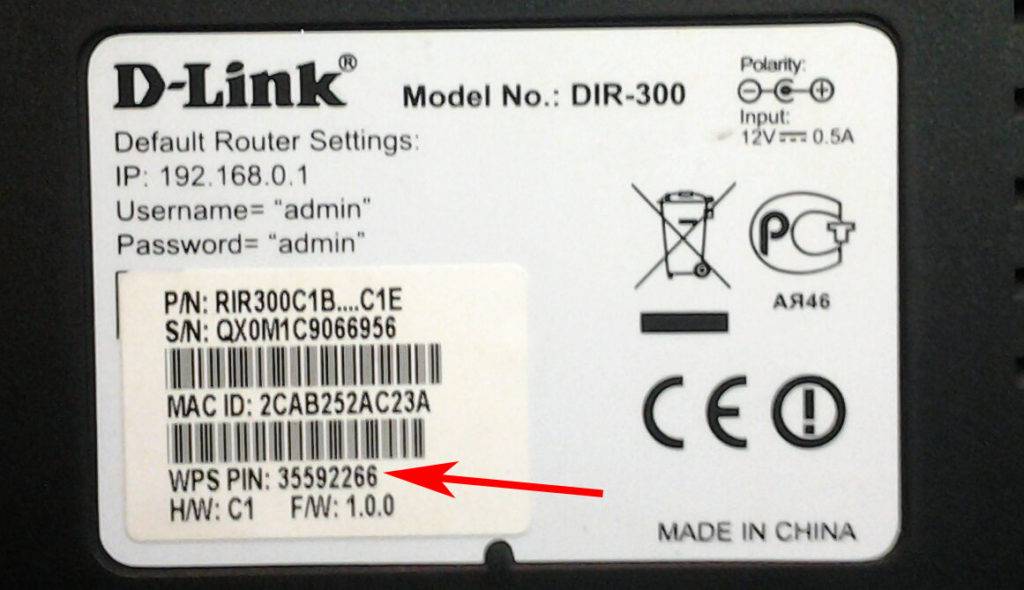 D-Link®
Model No.: DIR-300
Polarity:
Input:
12V 0.5A
Default Router Settings:
IP: 192.168.0.1
Username= “admin”
Password= “admin”
P/N: RIR300C1B....C1E
S/N: QX0M1C9066956
MAC ID: 2CAB252AC23A
WPS PIN: 35592266
H/W: C1 F/W: 1.0.0
РСТ
АЯ46
CE
MADE IN CHINA